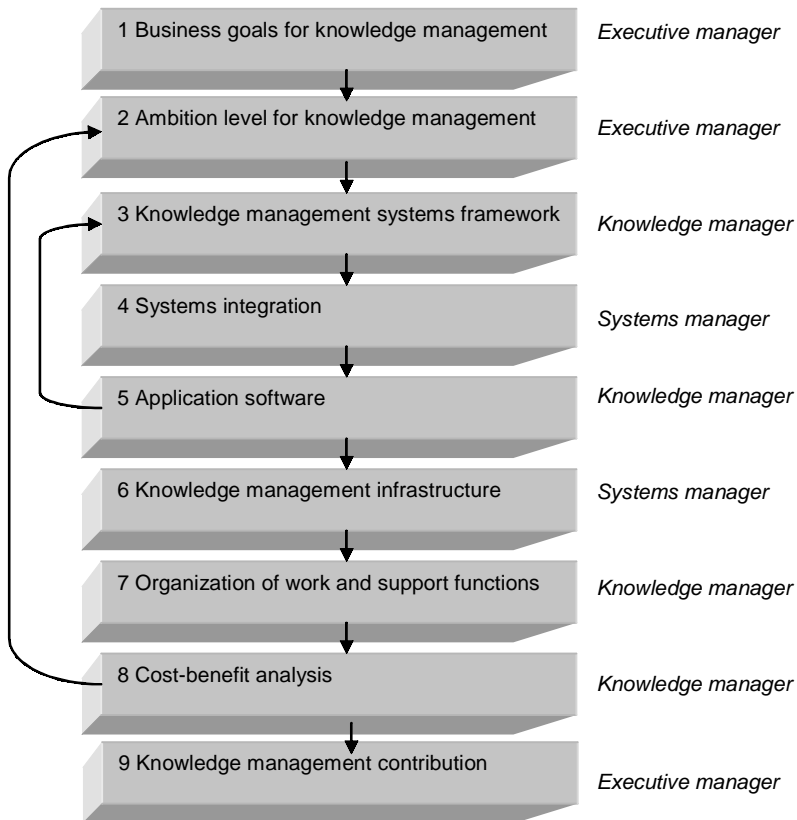 1 Business goals for knowledge management
Executive manager
2 Ambition level for knowledge management
Executive manager
3 Knowledge management systems framework
Knowledge manager
4 Systems integration
Systems manager
5 Application software
Knowledge manager
6 Knowledge management infrastructure
Systems manager
7 Organization of work and support functions
Knowledge manager
8 Cost-benefit analysis
Knowledge manager
9 Knowledge management contribution
Executive manager